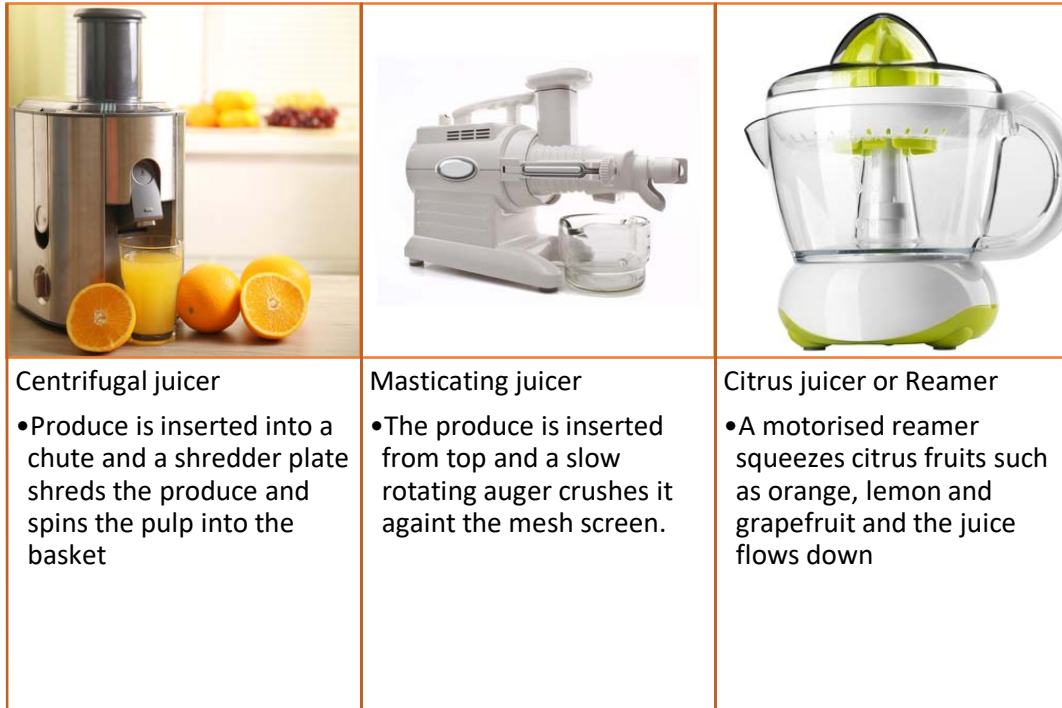 Centrifugal juicer
•Produce is inserted into a
chute and a shredder plate
shreds the produce and
spins the pulp into the
basket
Masticating juicer
•The produce is inserted
from top and a slow
rotating auger crushes it
againt the mesh screen.
Citrus juicer or Reamer
•A motorised reamer
squeezes citrus fruits such
as orange, lemon and
grapefruit and the juice
flows down